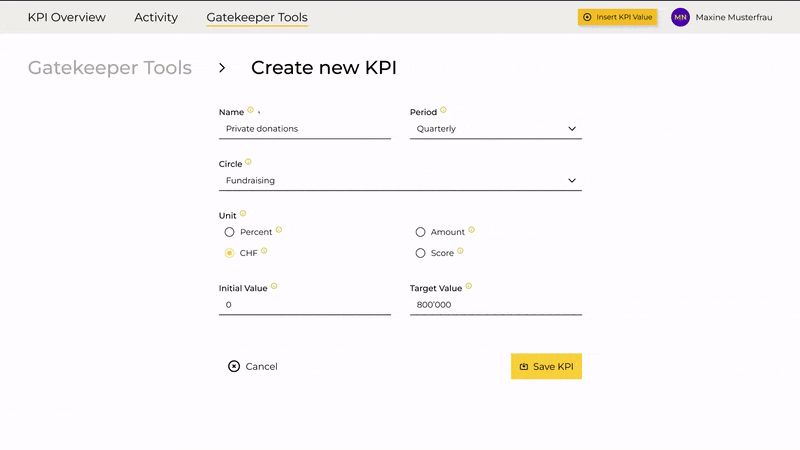 KPI Overview Activity Gatekeeper Tools Insert KPI Value MN Maxine Musterfrau
Gatekeeper Tools > Create new KPI
Name Period
Private donations Quarterly
Circle
Fundraising
Unit
Percent Amount
CHF Score
Initial Value Target Value
0 800'000
Cancel Save KPI